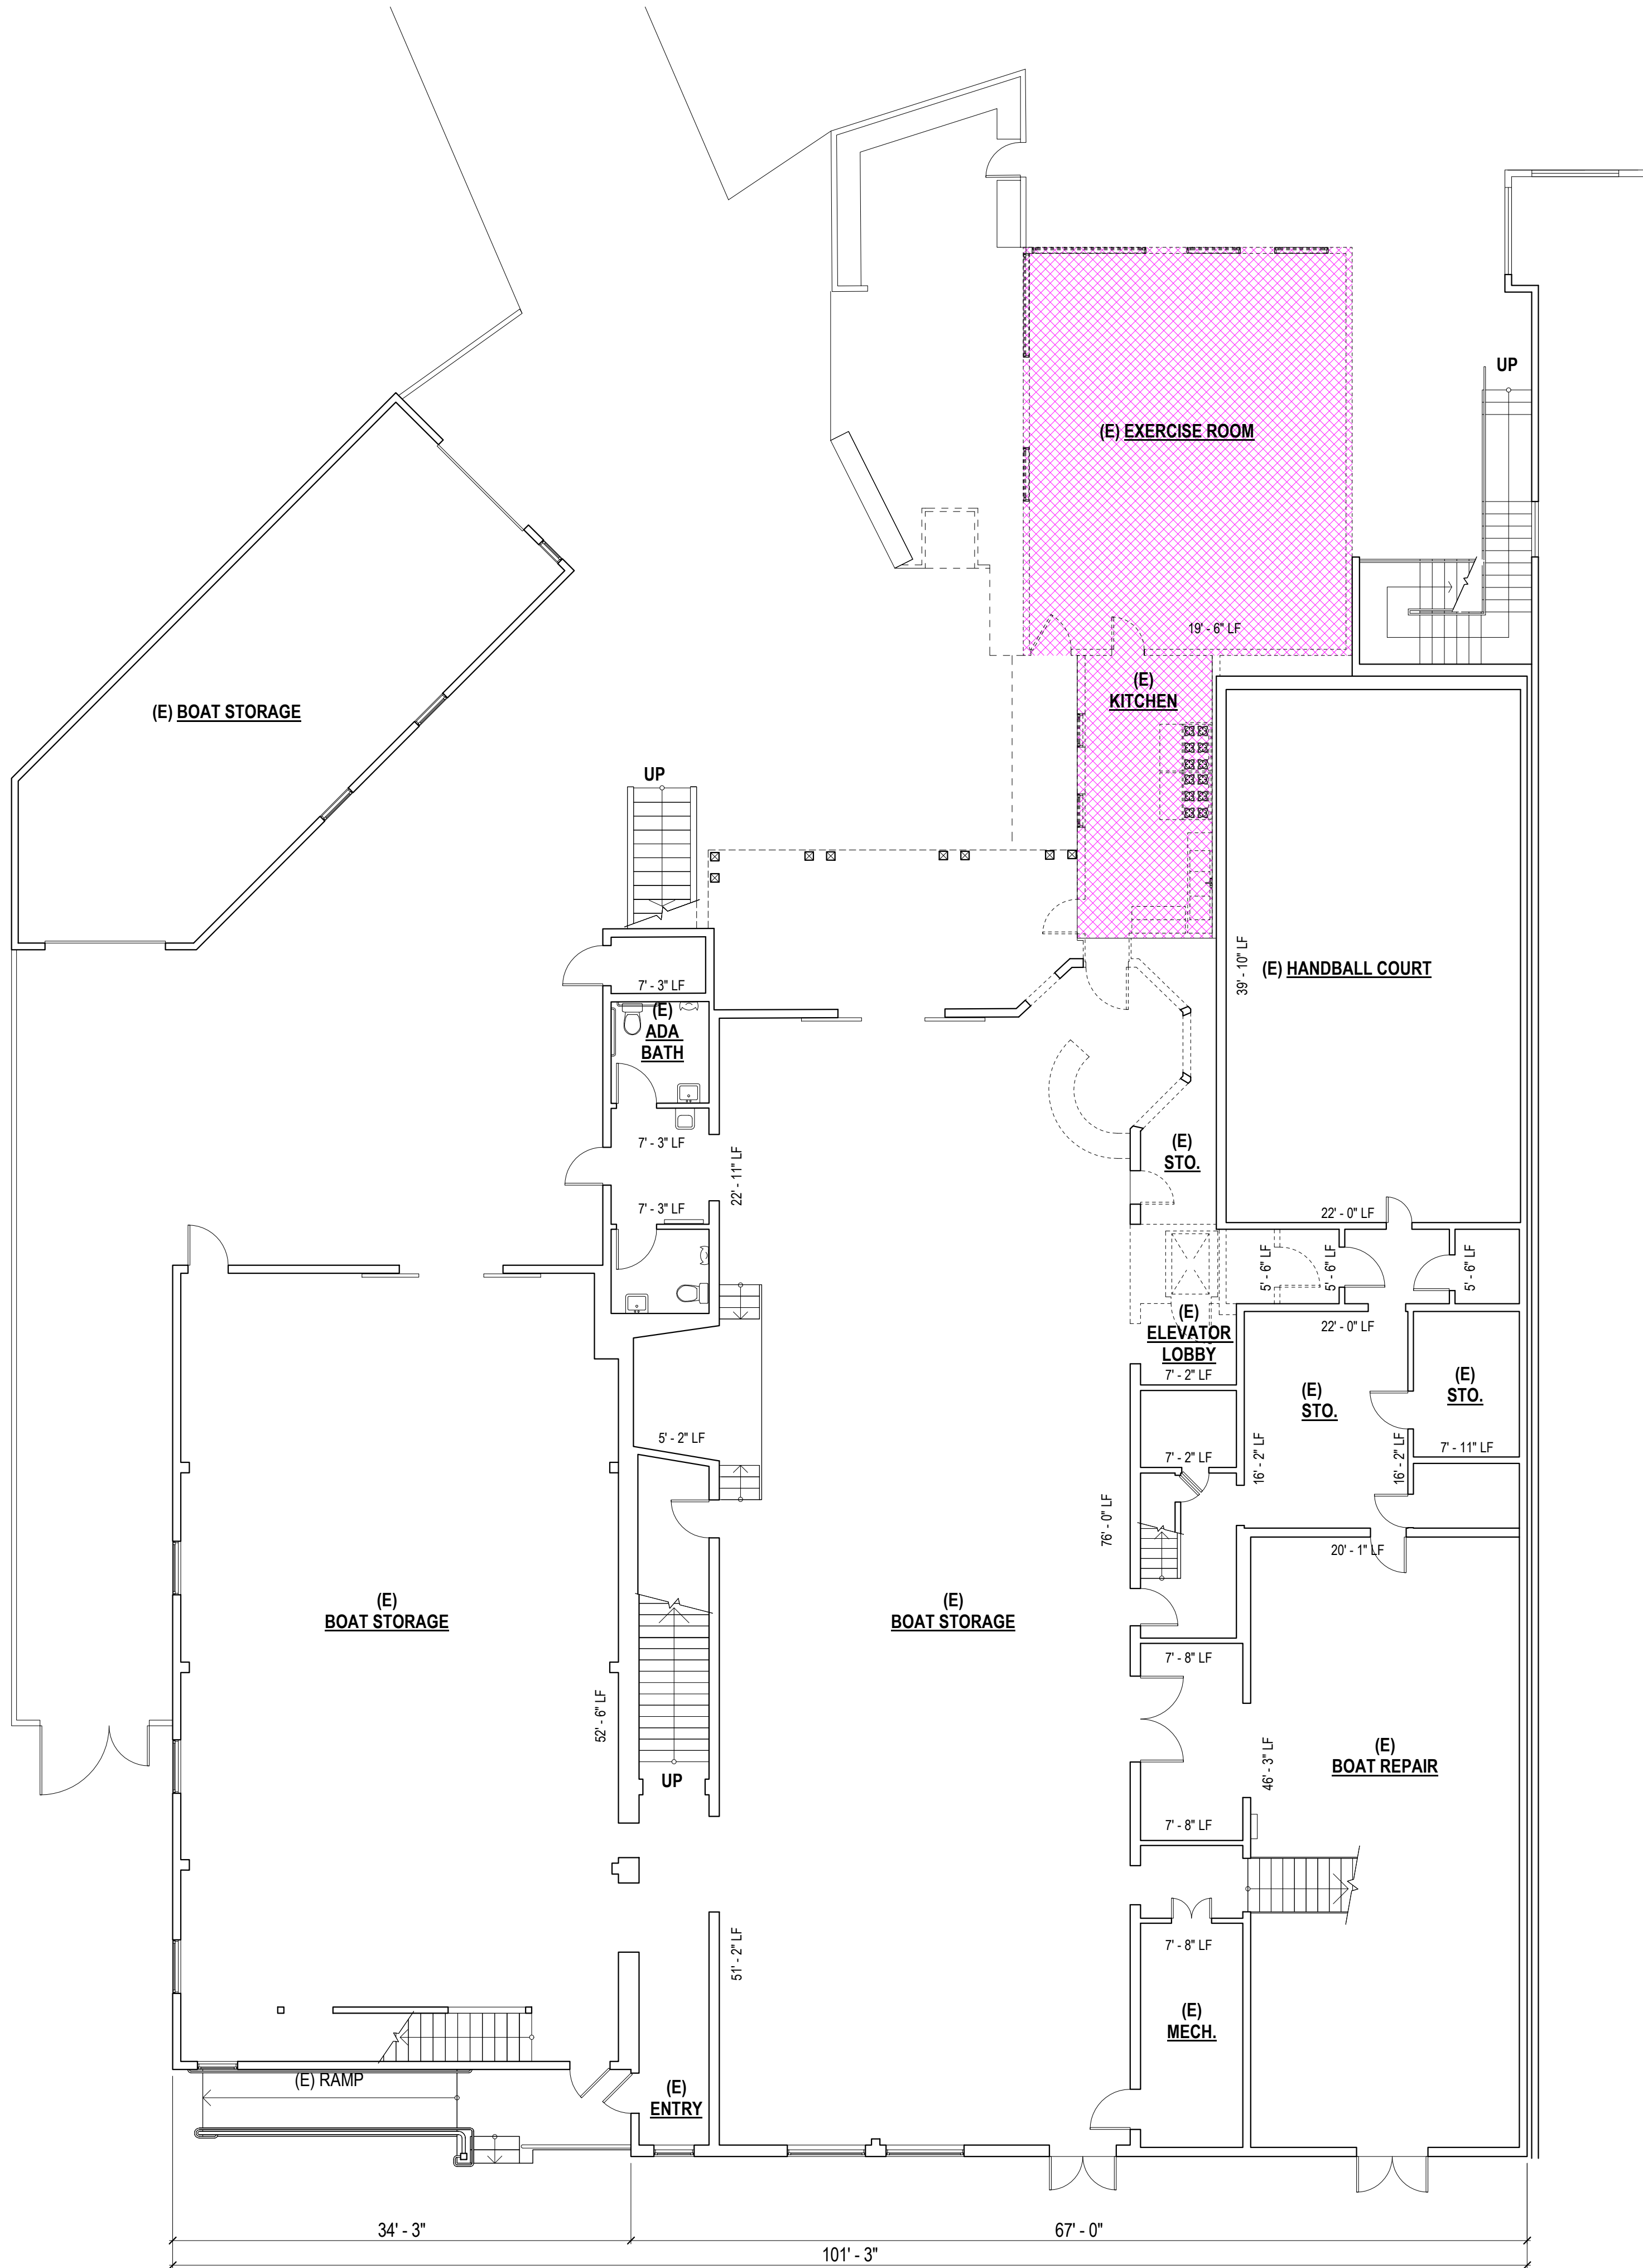 UP
(E) EXERCISE ROOM
19' - 6" LF
(E)
KITCHEN
(E) BOAT STORAGE
UP
39' - 10" LF
(E) HANDBALL COURT
7' - 3" LF
(E)
ADA
BATH
7' - 3" LF
22' - 11" LF
(E)
STO.
7' - 3" LF
22' - 0" LF
5' - 6" LF
5' - 6" LF
5' - 6" LF
(E)
ELEVATOR
LOBBY
7' - 2" LF
22' - 0" LF
(E)
STO.
(E)
STO.
5' - 2" LF
7' - 2" LF
16' - 2" LF
16' - 2" LF
7' - 11" LF
76' - 0" LF
20' - 1" LF
(E)
BOAT STORAGE
(E)
BOAT STORAGE
7' - 8" LF
52' - 6" LF
UP
46' - 3" LF
(E)
BOAT REPAIR
7' - 8" LF
51' - 2" LF
7' - 8" LF
(E)
MECH.
(E) RAMP
(E)
ENTRY
34' - 3"
67' - 0"
101' - 3"